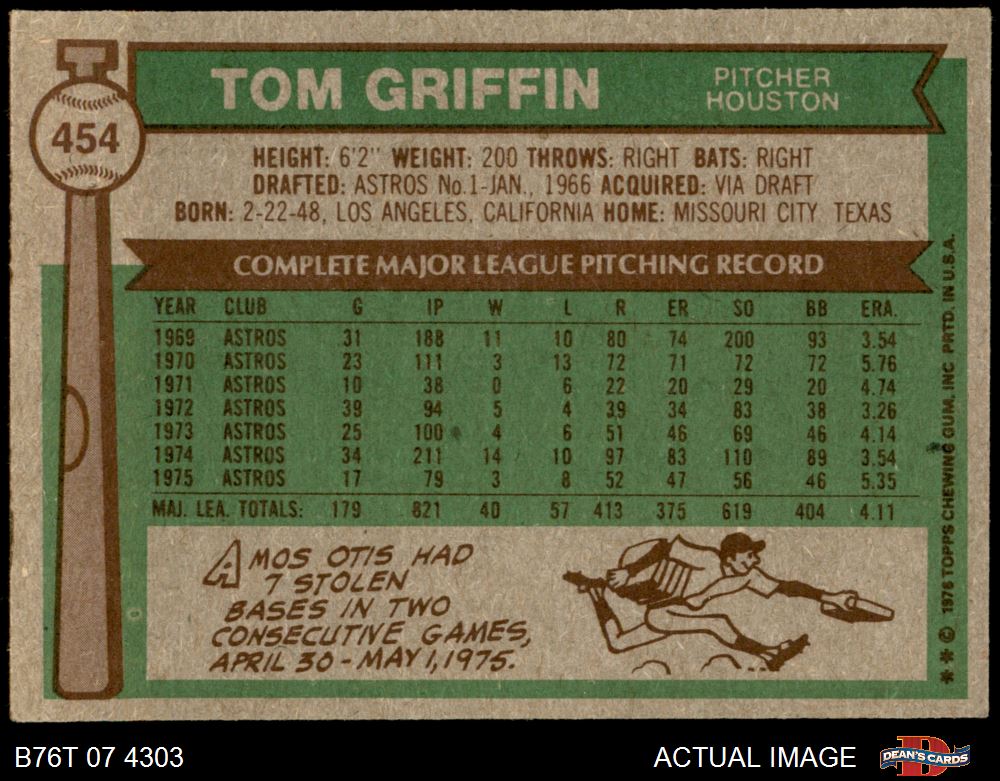 T
454
TOM GRIFFIN
PITCHER
HOUSTON
HEIGHT: 6'2" WEIGHT: 200 THROWS: RIGHT BATS: RIGHT
DRAFTED: ASTROS No.1-JAN., 1966 ACQUIRED: VIA DRAFT
BORN: 2-22-48, LOS ANGELES, CALIFORNIA HOME: MISSOURI CITY TEXAS
COMPLETE MAJOR LEAGUE PITCHING RECORD
YEAR CLUB G IP W L R ER SO BB ERA.
1969 ASTROS 31 188 11 10 80 74 200 93 3.54
1970 ASTROS 23 111 3 13 72 71 72 72 5.76
1971 ASTROS 10 38 0 6 22 20 29 20 4.74
1972 ASTROS 39 94 5 4 39 34 83 38 3.26
1973 ASTROS 25 100 4 6 51 46 69 46 4.14
1974 ASTROS 34 211 14 10 97 83 110 89 3.54
1975 ASTROS 17 79 3 8 52 47 56 46 5.35
MAJ. LEA. TOTALS: 179 821 40 57 413 375 619 404 4.11
AMOS OTIS HAD
7 STOLEN
BASES IN TWO
CONSECUTIVE GAMES,
APRIL 30 - MAY 1, 1975.
* * © 1976 TOPPS CHEWING GUM, INC PRTD. IN U.S.A.
B76T 07 4303
ACTUAL IMAGE
D
DEAN'S CARDS